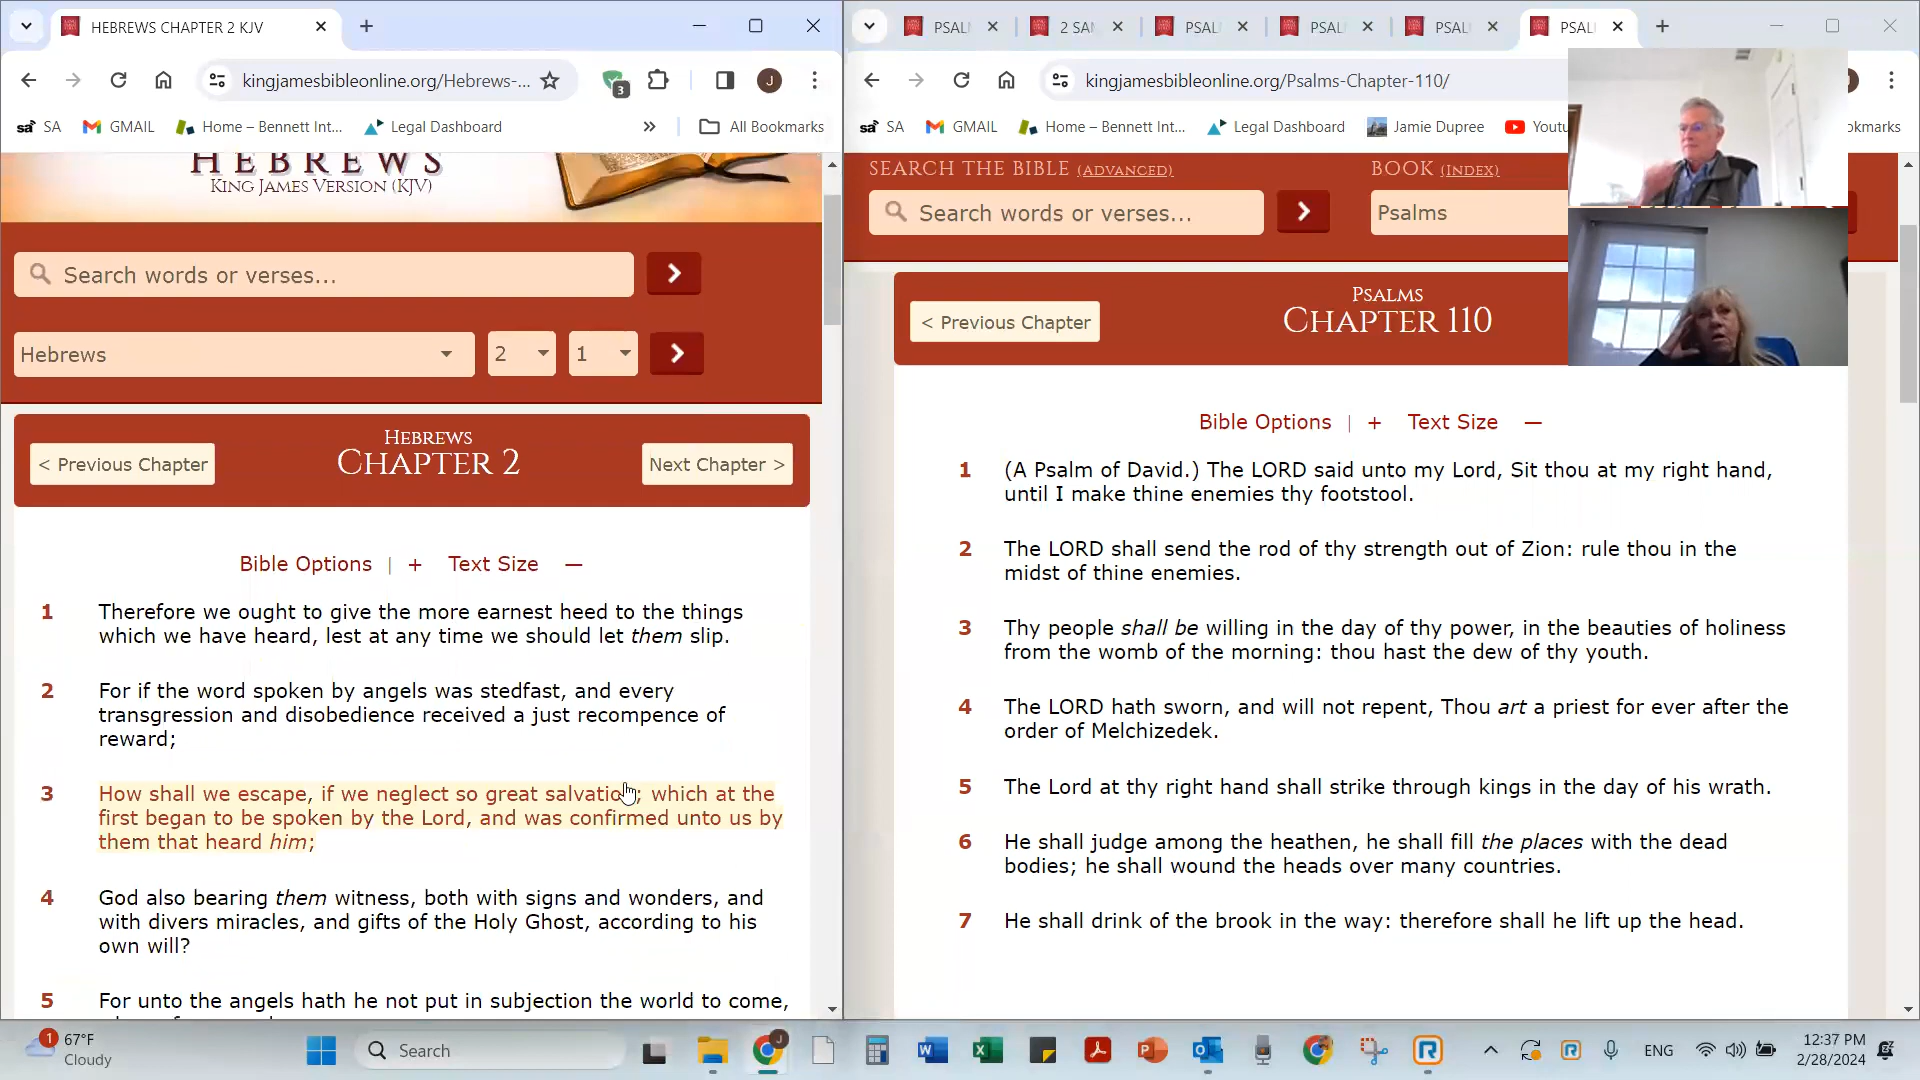 HEBREWS CHAPTER 2 KJV
kingjamesbibleonline.org/Hebrews-...
3
J
SA
GMAIL
Home – Bennett Int...
Legal Dashboard
»
All Bookmarks
HEBREWS
KING JAMES VERSION (KJV)
Search words or verses...
Hebrews
2
1
< Previous Chapter
HEBREWS
CHAPTER 2
Next Chapter >
Bible Options | + Text Size —
1 Therefore we ought to give the more earnest heed to the things
which we have heard, lest at any time we should let them slip.
2 For if the word spoken by angels was stedfast, and every
transgression and disobedience received a just recompence of
reward;
3 How shall we escape, if we neglect so great salvation; which at the
first began to be spoken by the Lord, and was confirmed unto us by
them that heard him;
4 God also bearing them witness, both with signs and wonders, and
with divers miracles, and gifts of the Holy Ghost, according to his
own will?
5 For unto the angels hath he not put in subjection the world to come,
PSAL
2 SAM
PSAL
PSAL
PSAL
PSAL
kingjamesbibleonline.org/Psalms-Chapter-110/
SA
GMAIL
Home – Bennett Int...
Legal Dashboard
Jamie Dupree
Youtu
okmarks
SEARCH THE BIBLE (ADVANCED)
BOOK (INDEX)
Search words or verses...
Psalms
< Previous Chapter
PSALMS
CHAPTER 110
Bible Options | + Text Size —
1 (A Psalm of David.) The LORD said unto my Lord, Sit thou at my right hand,
until I make thine enemies thy footstool.
2 The LORD shall send the rod of thy strength out of Zion: rule thou in the
midst of thine enemies.
3 Thy people shall be willing in the day of thy power, in the beauties of holiness
from the womb of the morning: thou hast the dew of thy youth.
4 The LORD hath sworn, and will not repent, Thou art a priest for ever after the
order of Melchizedek.
5 The Lord at thy right hand shall strike through kings in the day of his wrath.
6 He shall judge among the heathen, he shall fill the places with the dead
bodies; he shall wound the heads over many countries.
7 He shall drink of the brook in the way: therefore shall he lift up the head.
1
67°F
Cloudy
Search
ENG
12:37 PM
2/28/2024